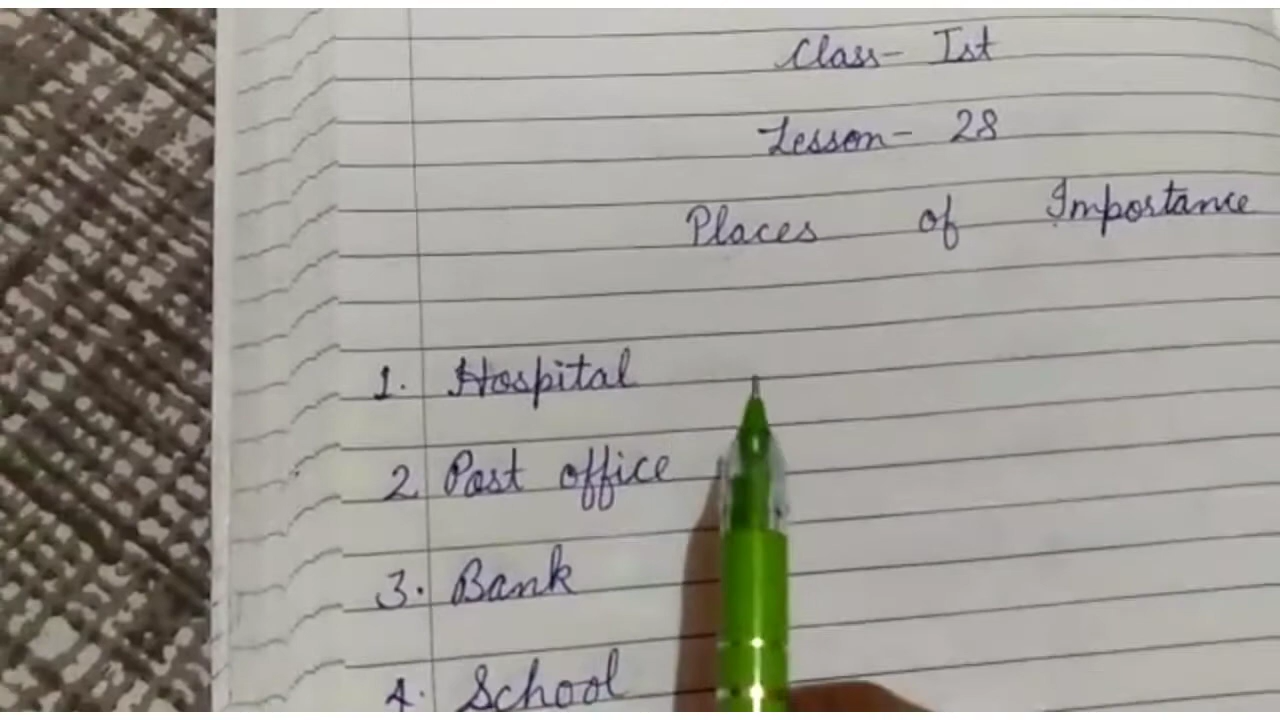 Class- Ist
Lesson- 28
Places of Importance
1. Hospital
2. Post office
3. Bank
4. School